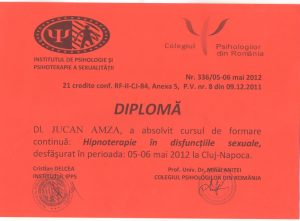 INSTITUTUL DE PSIHOLOGIE ȘI
PSIHOTERAPIE A SEXUALITĂȚII
Colegiul Psihologilor
din România
Nr. 336/05-06 mai 2012
21 credite conf. RF-II-CJ-84, Anexa 5, P.V. nr. 8 din 09.12.2011
DIPLOMĂ
Dl. JUCAN AMZA, a absolvit cursul de formare
continuă: Hipnoterapie în disfuncțiile sexuale,
desfășurat în perioada: 05-06 mai 2012 la Cluj-Napoca.
Cristian DELCEA
INSTITUTUL IPPS
Prof. Univ. Dr. Mihai ANIȚEI
COLEGIUL PSIHOLOGILOR DIN ROMÂNIA